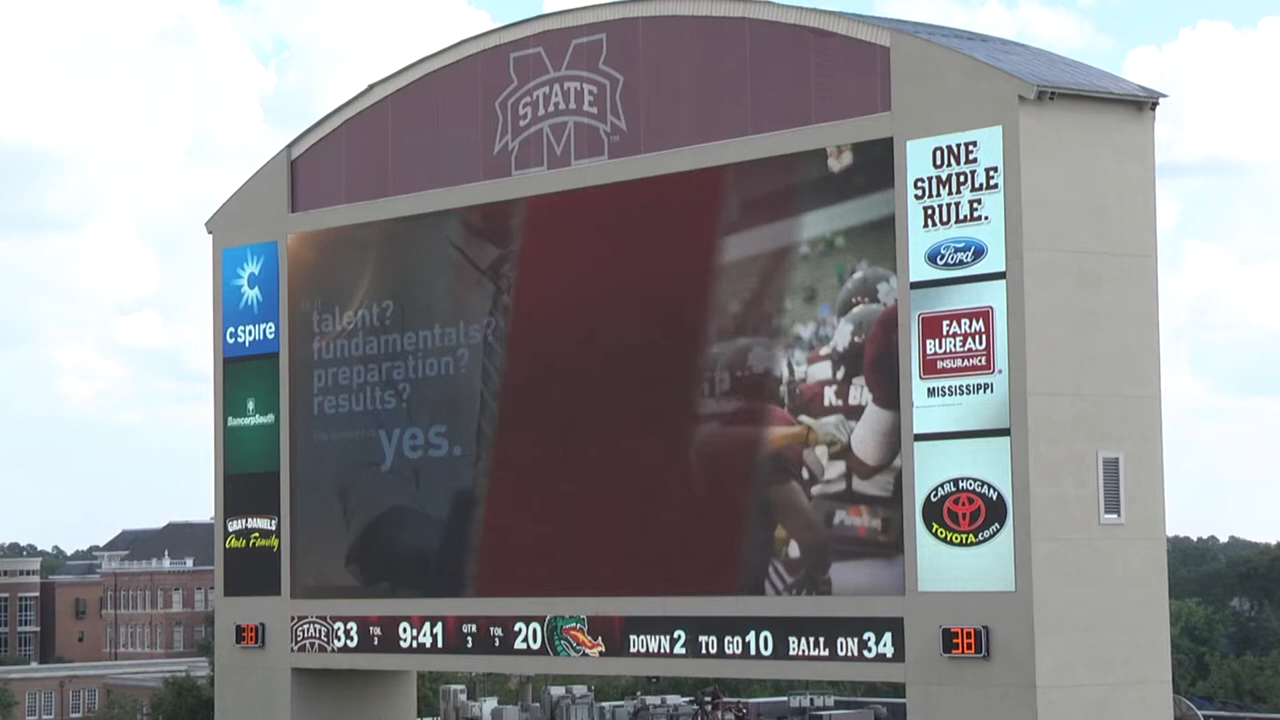 STATE
TM
ONE
SIMPLE
RULE.
Ford
c spire
talent?
fundamentals?
preparation?
results?
yes.
K. BR
FARM
BUREAU
INSURANCE
MISSISSIPPI
BancorpSouth
GRAY-DANIELS
Auto Family
CARL HOGAN
TOYOTA.com
38
STATE 33 TOL 3 9:41 QTR 3 TOL 3 20 DOWN 2 TO GO 10 BALL ON 34
38